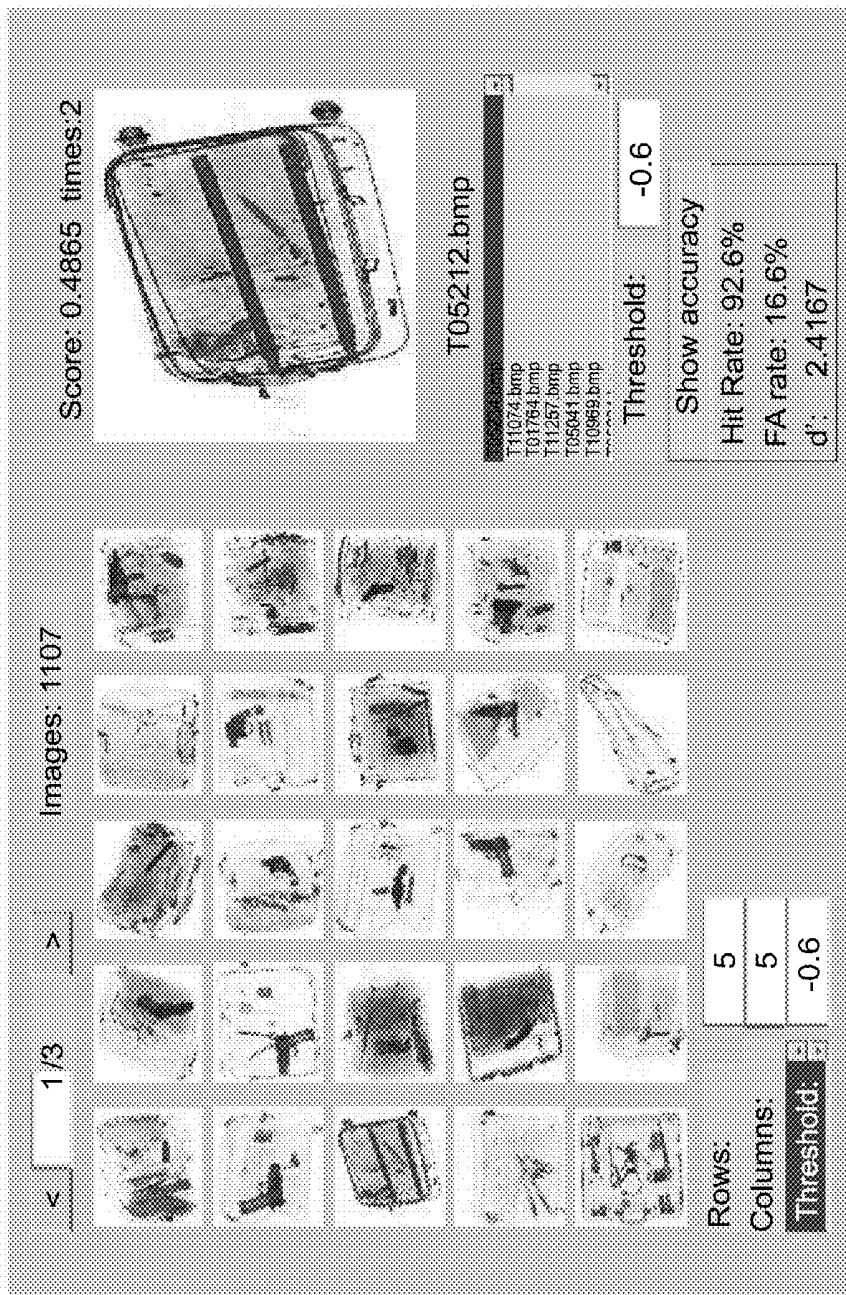 < 1/3 >
Images: 1107
Rows: 5
Columns: 5
Threshold. -0.6
Score: 0.4865 times:2
T05212.bmp
T11074.bmp
T01764.bmp
T11257.bmp
T05041.bmp
T10969.bmp
Threshold: -0.6
Show accuracy
Hit Rate: 92.6%
FA rate: 16.6%
d': 2.4167